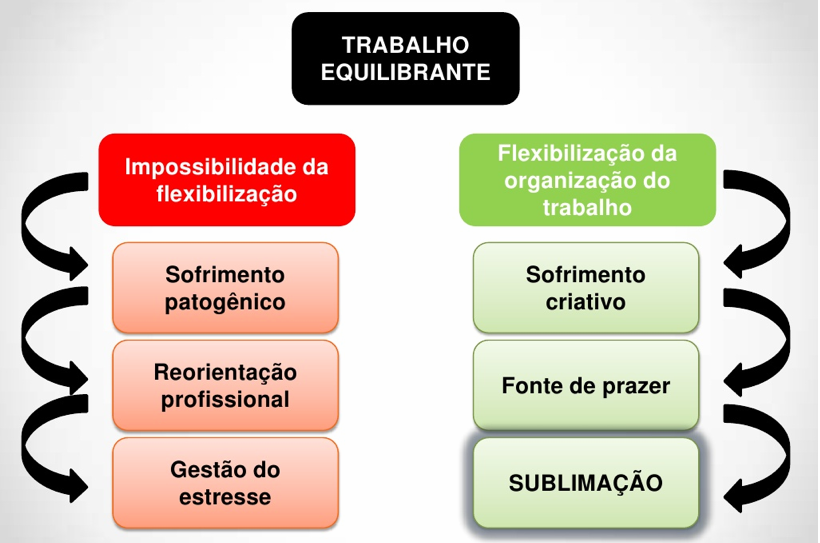 TRABALHO
EQUILIBRANTE
Impossibilidade da
flexibilização
Sofrimento
patogênico
Reorientação
profissional
Gestão do
estresse
Flexibilização da
organização do
trabalho
Sofrimento
criativo
Fonte de prazer
SUBLIMAÇÃO